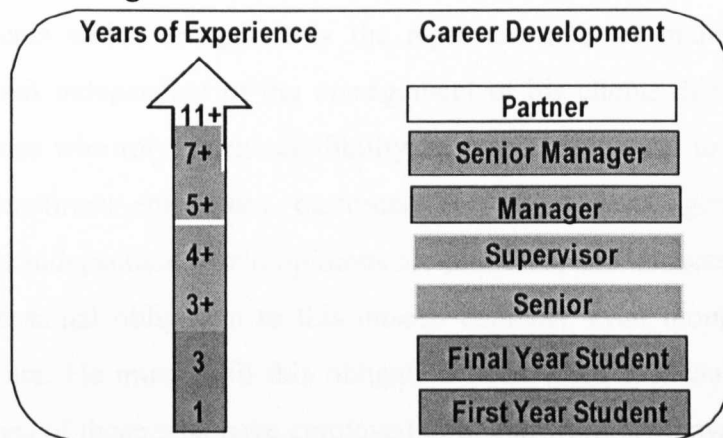 Years of Experience Career Development
11+ Partner
7+ Senior Manager
5+ Manager
4+ Supervisor
3+ Senior
3 Final Year Student
1 First Year Student